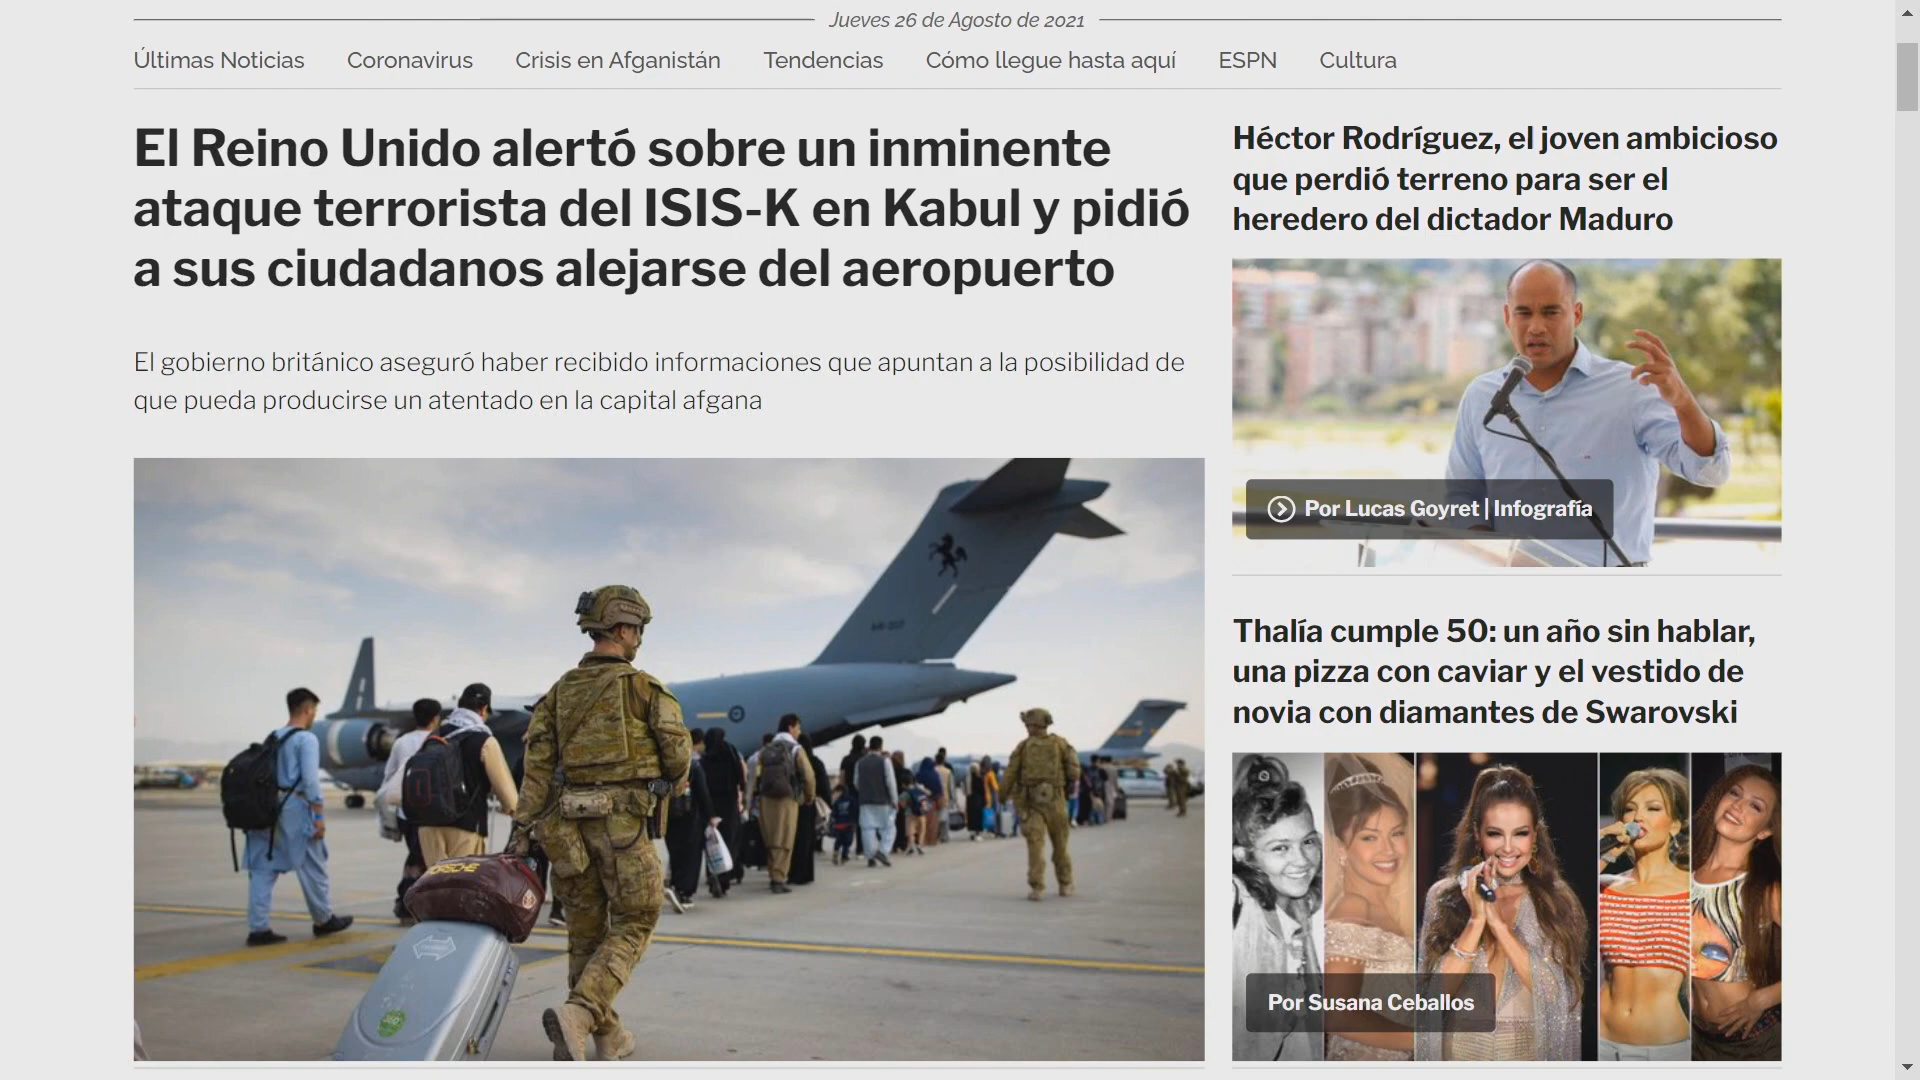 Jueves 26 de Agosto de 2021
Últimas Noticias Coronavirus Crisis en Afganistán Tendencias Cómo llegue hasta aquí ESPN Cultura
El Reino Unido alertó sobre un inminente
ataque terrorista del ISIS-K en Kabul y pidió
a sus ciudadanos alejarse del aeropuerto
El gobierno británico aseguró haber recibido informaciones que apuntan a la posibilidad de
que pueda producirse un atentado en la capital afgana
PORSCHE
360°
Héctor Rodríguez, el joven ambicioso
que perdió terreno para ser el
heredero del dictador Maduro
Por Lucas Goyret | Infografía
Thalía cumple 50: un año sin hablar,
una pizza con caviar y el vestido de
novia con diamantes de Swarovski
Por Susana Ceballos